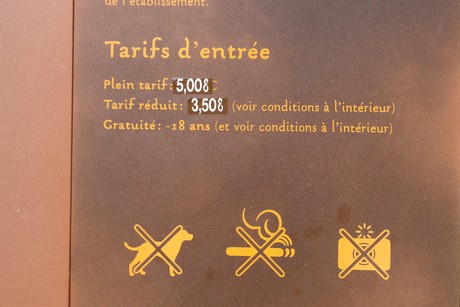 de l'établissement.
Tarifs d'entrée
Plein tarif: 5,00€
Tarif réduit: 3,50€ (voir conditions à l'intérieur)
Gratuité: -18 ans (et voir conditions à l'intérieur)